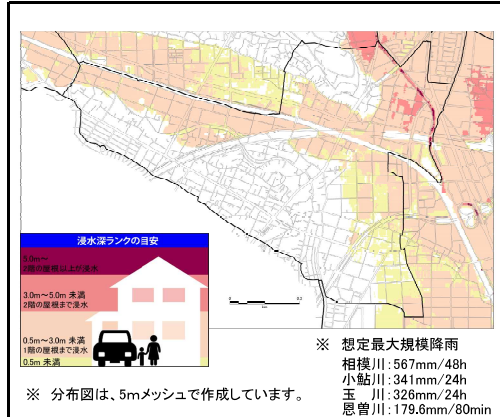 浸水深ランクの目安
5.0m～
2階の屋根以上が浸水
3.0m～5.0m 未満
2階の屋根まで浸水
0.5m～3.0m 未満
1階の屋根まで浸水
0.5m 未満
※ 分布図は、5mメッシュで作成しています。
※ 想定最大規模降雨
相模川：567mm/48h
小鮎川：341mm/24h
玉　川：326mm/24h
恩曽川：179.6mm/80min